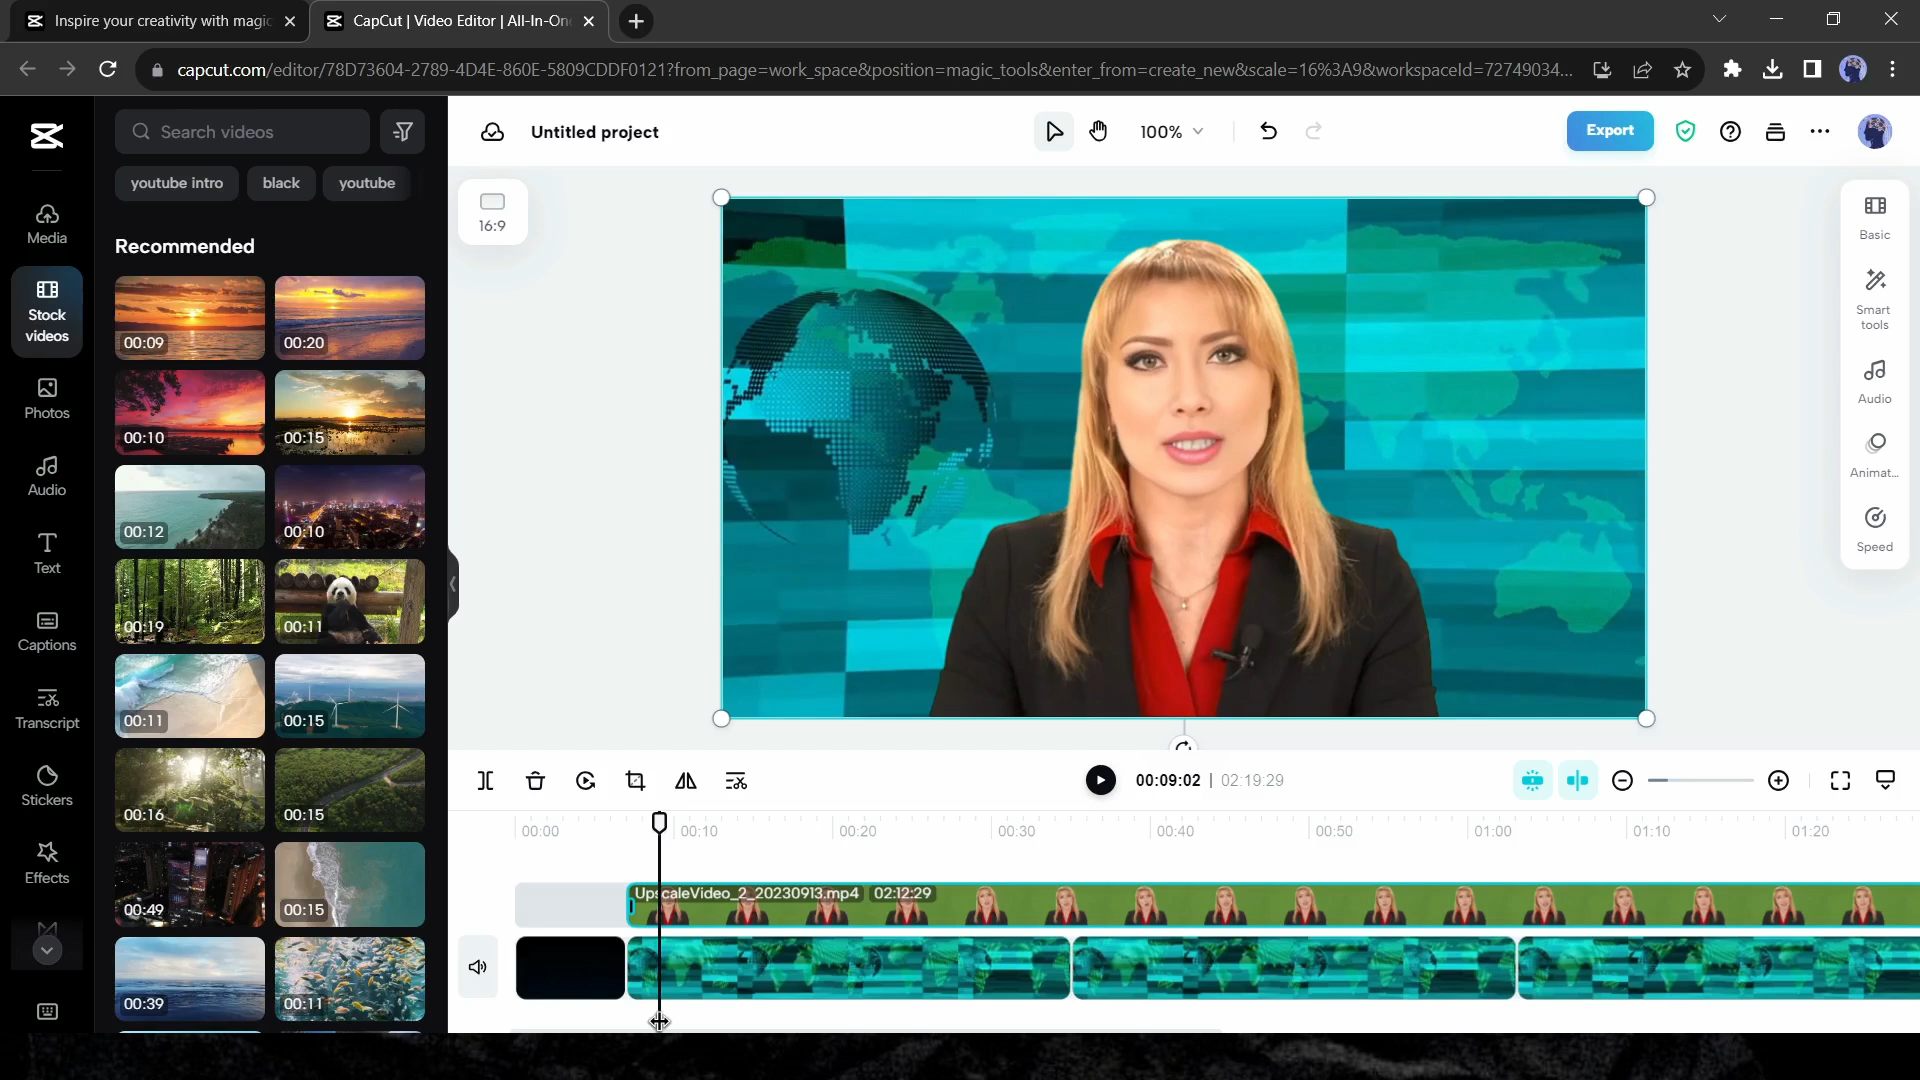 Inspire your creativity with magic
CapCut | Video Editor | All-In-On
capcut.com/editor/78D73604-2789-4D4E-860E-5809CDDF0121?from_page=work_space&position=magic_tools&enter_from=create_new&scale=16%3A9&workspaceId=72749034...
Search videos
Untitled project
100%
Export
youtube intro
black
youtube
Media
Stock
videos
Photos
Audio
Text
Captions
Transcript
Stickers
Effects
Recommended
00:09
00:20
00:10
00:15
00:12
00:10
00:19
00:11
00:11
00:15
00:16
00:15
00:49
00:15
00:39
00:11
16:9
Basic
Smart
tools
Audio
Animat...
Speed
00:09:02 | 02:19:29
00:00
00:10
00:20
00:30
00:40
00:50
01:00
01:10
01:20
UpscaleVideo_2_20230913.mp4 02:12:29